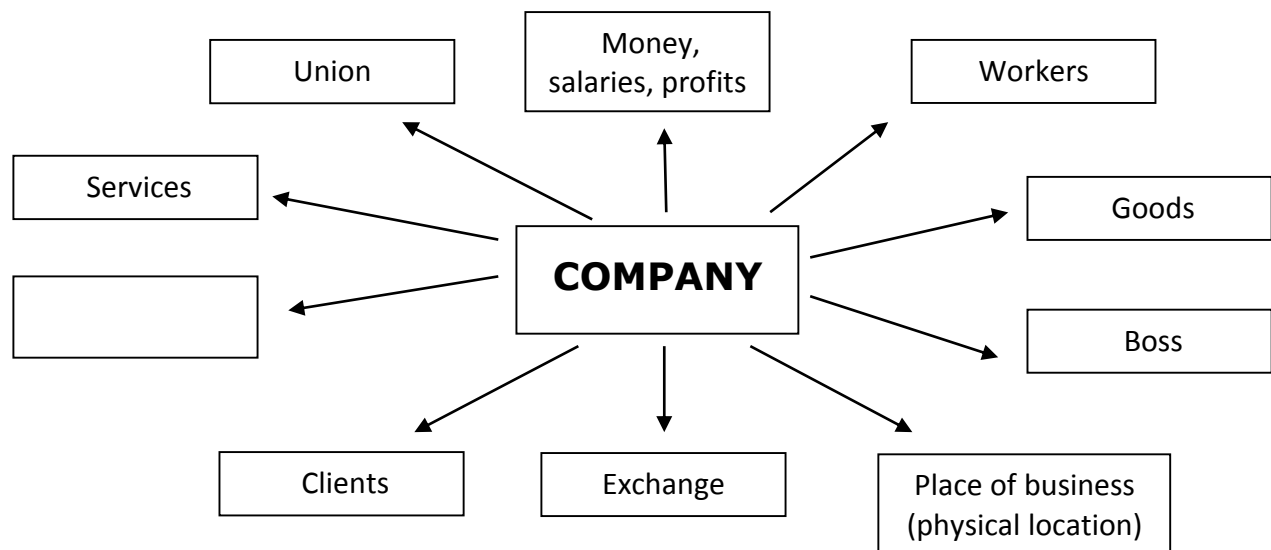 Union
Money,
salaries, profits
Workers
Services
Goods
COMPANY
Boss
Clients
Exchange
Place of business
(physical location)